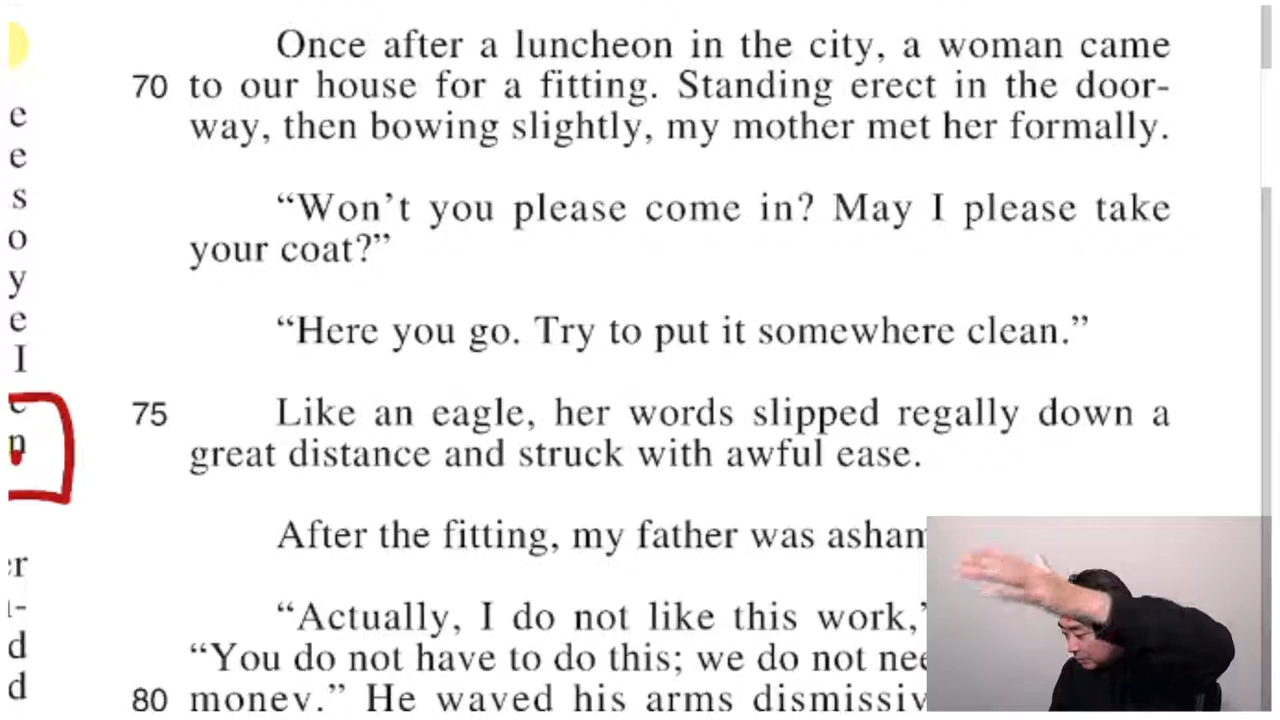 Once after a luncheon in the city, a woman came
70 to our house for a fitting. Standing erect in the door-
way, then bowing slightly, my mother met her formally.
“Won’t you please come in? May I please take
your coat?”
“Here you go. Try to put it somewhere clean.”
75 Like an eagle, her words slipped regally down a
great distance and struck with awful ease.
After the fitting, my father was
“Actually, I do not like this work,
“You do not have to do this; we do not
80 money.” He waved his arms
e
e
s
o
y
e
I
n
er
d
d